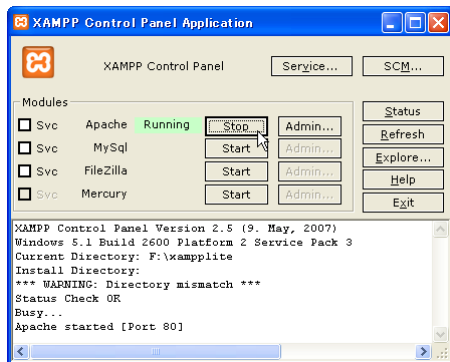 XAMPP Control Panel Application
XAMPP Control Panel
Service...
SCM...
Modules
Svc Apache Running Stop Admin...
Svc MySql Start Admin...
Svc FileZilla Start Admin...
Svc Mercury Start Admin...
Status
Refresh
Explore...
Help
Exit
XAMPP Control Panel Version 2.5 (9. May, 2007)
Windows 5.1 Build 2600 Platform 2 Service Pack 3
Current Directory: F:\xampplite
Install Directory:
*** WARNING: Directory mismatch ***
Status Check OK
Busy...
Apache started [Port 80]